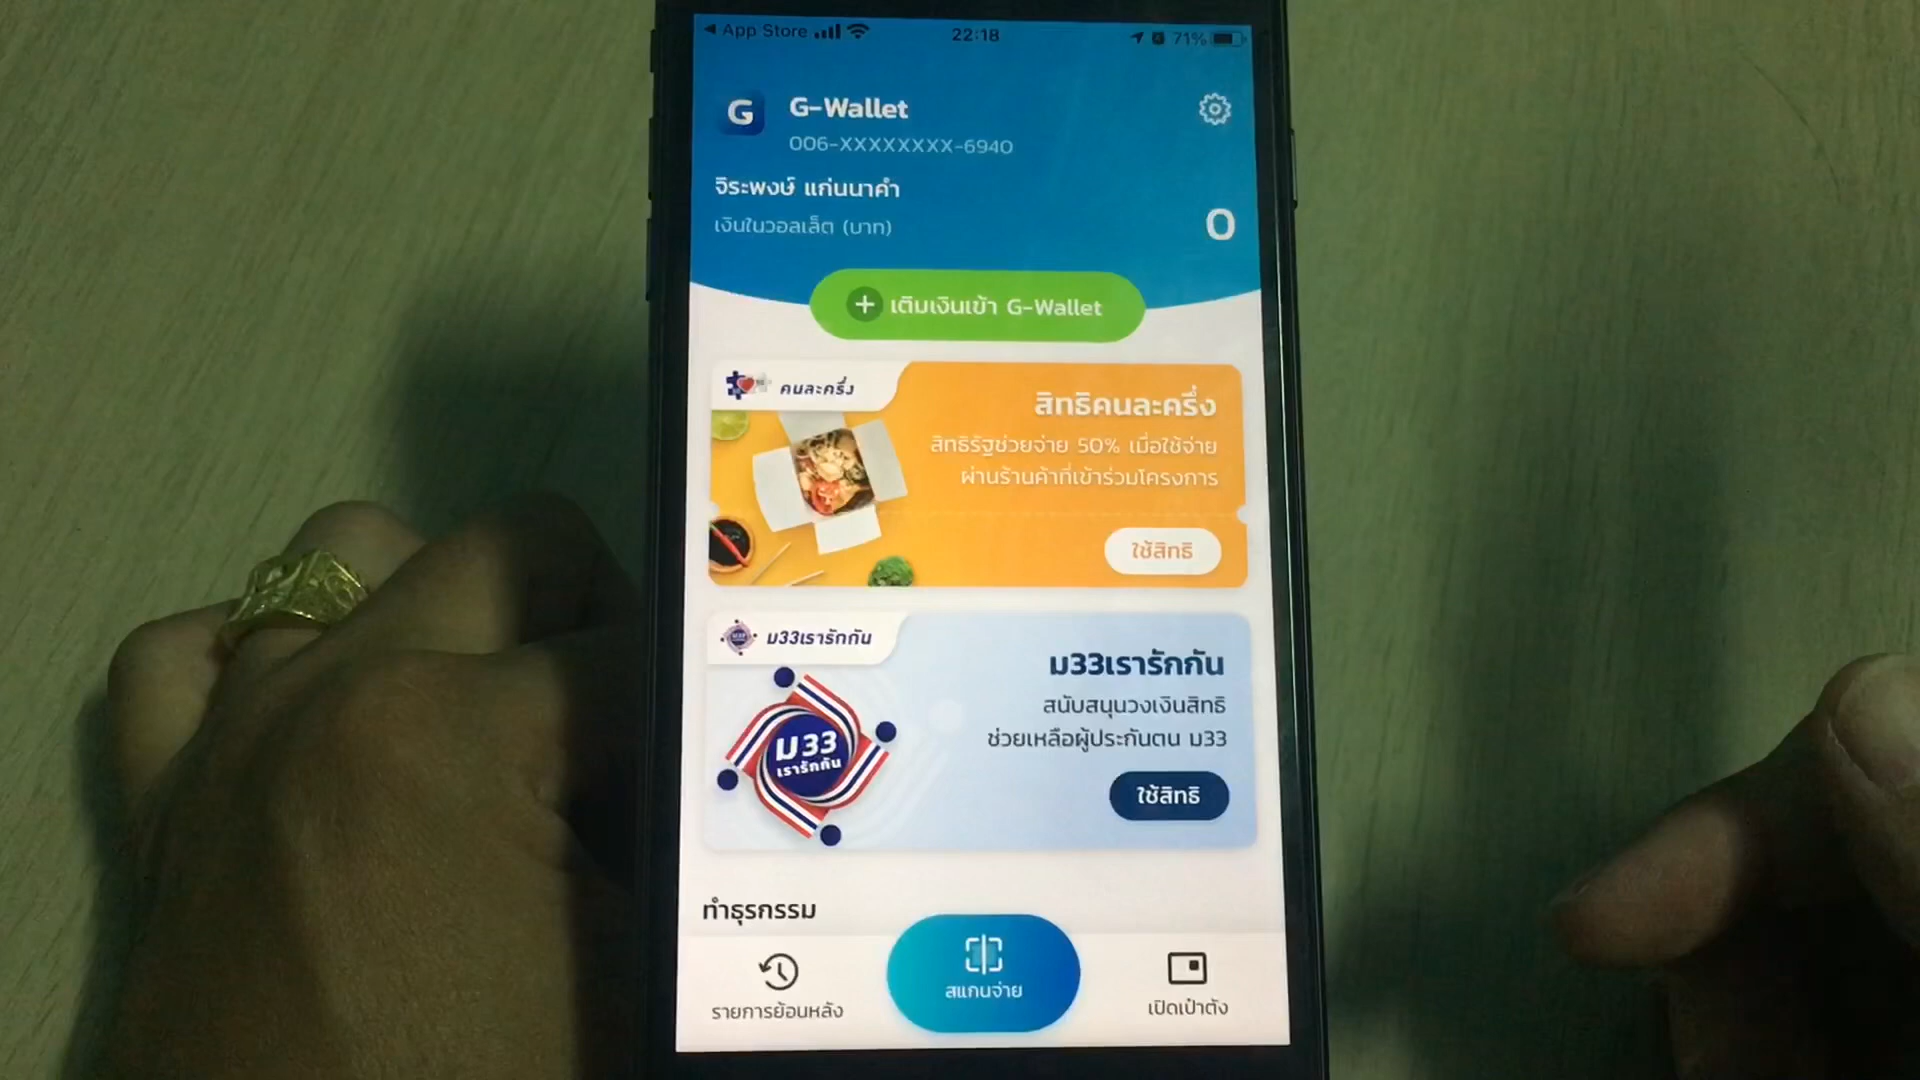 App Store
22:18
71%
G
G-Wallet
006-XXXXXXXX-6940
จิระพงษ์ แก่นนาคำ
เงินในวอลเล็ต (บาท)
0
+ เติมเงินเข้า G-Wallet
คนละครึ่ง
สิทธิคนละครึ่ง
สิทธิรัฐช่วยจ่าย 50% เมื่อใช้จ่าย
ผ่านร้านค้าที่เข้าร่วมโครงการ
ใช้สิทธิ
ม33เรารักกัน
ม33เรารักกัน
สนับสนุนวงเงินสิทธิ
ช่วยเหลือผู้ประกันตน ม33
ม33
เรารักกัน
ใช้สิทธิ
ทำธุรกรรม
รายการย้อนหลัง
สแกนจ่าย
เปิดเป๋าตัง